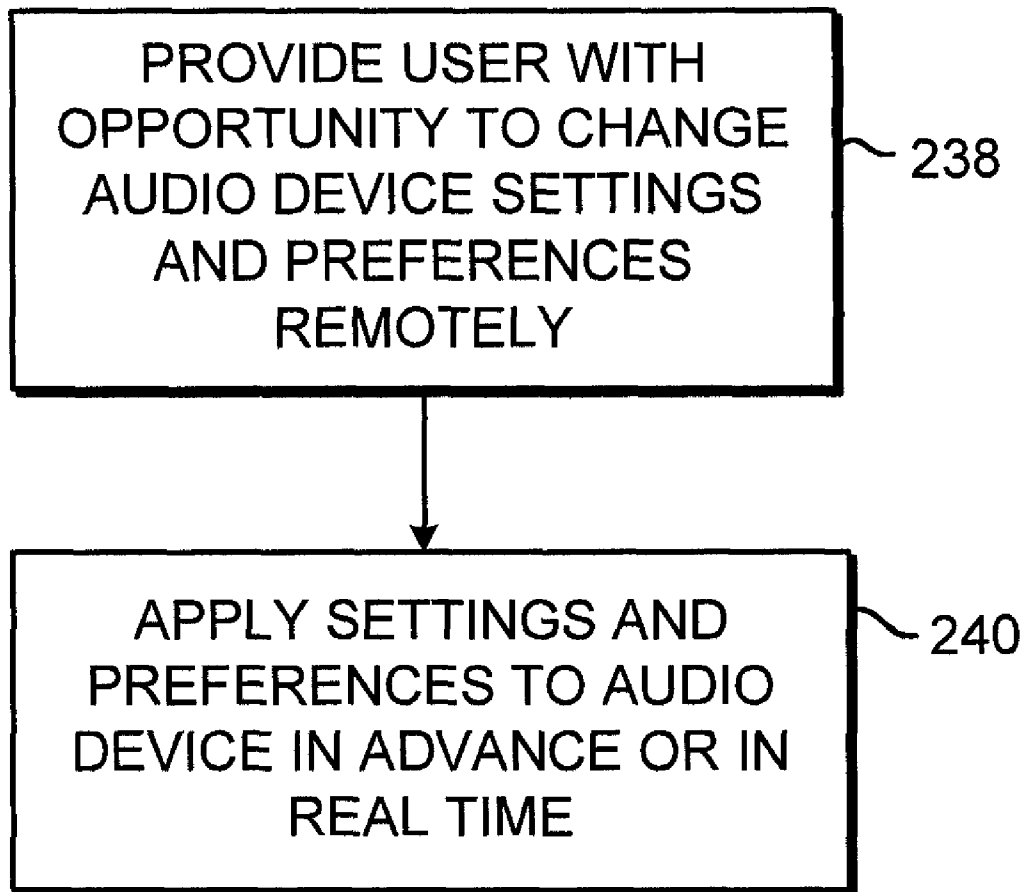 PROVIDE USER WITH
OPPORTUNITY TO CHANGE
AUDIO DEVICE SETTINGS
AND PREFERENCES
REMOTELY
238
APPLY SETTINGS AND
PREFERENCES TO AUDIO
DEVICE IN ADVANCE OR IN
REAL TIME
240